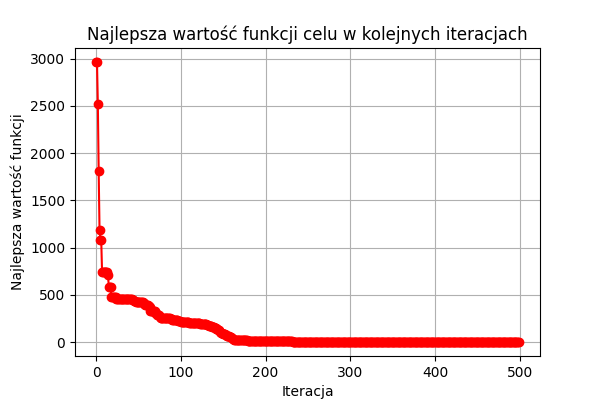 Najlepsza wartość funkcji celu w kolejnych iteracjach
3000
2500
2000
1500
1000
500
0
Najlepsza wartość funkcji
0 100 200 300 400 500
Iteracja